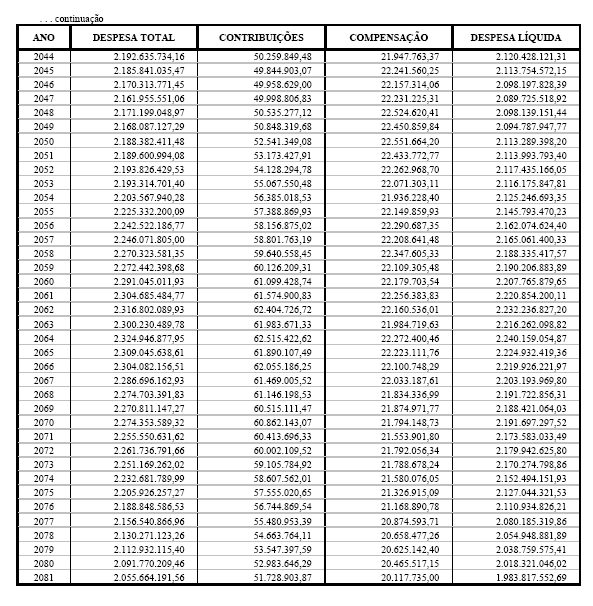 . . . continuação
ANO DESPESA TOTAL CONTRIBUIÇÕES COMPENSAÇÃO DESPESA LÍQUIDA
2044 2.192.635.734,16 50.259.849,48 21.947.763,37 2.120.428.121,31
2045 2.185.841.035,47 49.844.903,07 22.241.560,25 2.113.754.572,15
2046 2.170.313.771,45 49.958.629,00 22.157.314,06 2.098.197.828,39
2047 2.161.955.551,06 49.998.806,83 22.231.225,31 2.089.725.518,92
2048 2.171.199.048,97 50.535.277,12 22.524.620,41 2.098.139.151,44
2049 2.168.087.127,29 50.848.319,68 22.450.859,84 2.094.787.947,77
2050 2.188.382.411,48 52.541.349,08 22.551.664,20 2.113.289.398,20
2051 2.189.600.994,08 53.173.427,91 22.433.772,77 2.113.993.793,40
2052 2.193.826.429,53 54.128.294,78 22.262.968,70 2.117.435.166,05
2053 2.193.314.701,40 55.067.550,48 22.071.303,11 2.116.175.847,81
2054 2.203.567.940,28 56.385.018,53 21.936.228,40 2.125.246.693,35
2055 2.225.332.200,09 57.388.869,93 22.149.859,93 2.145.793.470,23
2056 2.242.522.186,77 58.156.875,02 22.290.687,35 2.162.074.624,40
2057 2.246.071.805,00 58.801.763,19 22.208.641,48 2.165.061.400,33
2058 2.270.323.581,35 59.640.558,45 22.347.605,33 2.188.335.417,57
2059 2.272.442.398,68 60.126.209,31 22.109.305,48 2.190.206.883,89
2060 2.291.045.011,93 61.099.428,74 22.179.703,54 2.207.765.879,65
2061 2.304.685.484,77 61.574.900,83 22.256.383,83 2.220.854.200,11
2062 2.316.802.089,93 62.404.726,72 22.160.536,01 2.232.236.827,20
2063 2.300.230.489,78 61.983.671,33 21.984.719,63 2.216.262.098,82
2064 2.324.946.877,95 62.515.422,62 22.272.400,46 2.240.159.054,87
2065 2.309.045.638,61 61.890.107,49 22.223.111,76 2.224.932.419,36
2066 2.304.082.156,51 62.055.186,25 22.100.748,29 2.219.926.221,97
2067 2.286.696.162,93 61.469.005,52 22.033.187,61 2.203.193.969,80
2068 2.274.703.391,83 61.146.198,53 21.834.336,99 2.191.722.856,31
2069 2.270.811.147,27 60.515.111,47 21.874.971,77 2.188.421.064,03
2070 2.274.353.589,32 60.862.143,07 21.794.148,73 2.191.697.297,52
2071 2.255.550.631,62 60.413.696,33 21.553.901,80 2.173.583.033,49
2072 2.261.736.791,66 60.002.109,52 21.792.056,34 2.179.942.625,80
2073 2.251.169.262,02 59.105.784,92 21.788.678,24 2.170.274.798,86
2074 2.232.681.789,99 58.607.562,01 21.580.076,05 2.152.494.151,93
2075 2.205.926.257,27 57.555.020,65 21.326.915,09 2.127.044.321,53
2076 2.188.848.586,53 56.744.869,54 21.168.890,78 2.110.934.826,21
2077 2.156.540.866,96 55.480.953,39 20.874.593,71 2.080.185.319,86
2078 2.130.271.123,26 54.663.764,11 20.658.477,26 2.054.948.881,89
2079 2.112.932.115,40 53.547.397,59 20.625.142,40 2.038.759.575,41
2080 2.091.770.209,46 52.983.646,29 20.465.517,15 2.018.321.046,02
2081 2.055.664.191,56 51.728.903,87 20.117.735,00 1.983.817.552,69